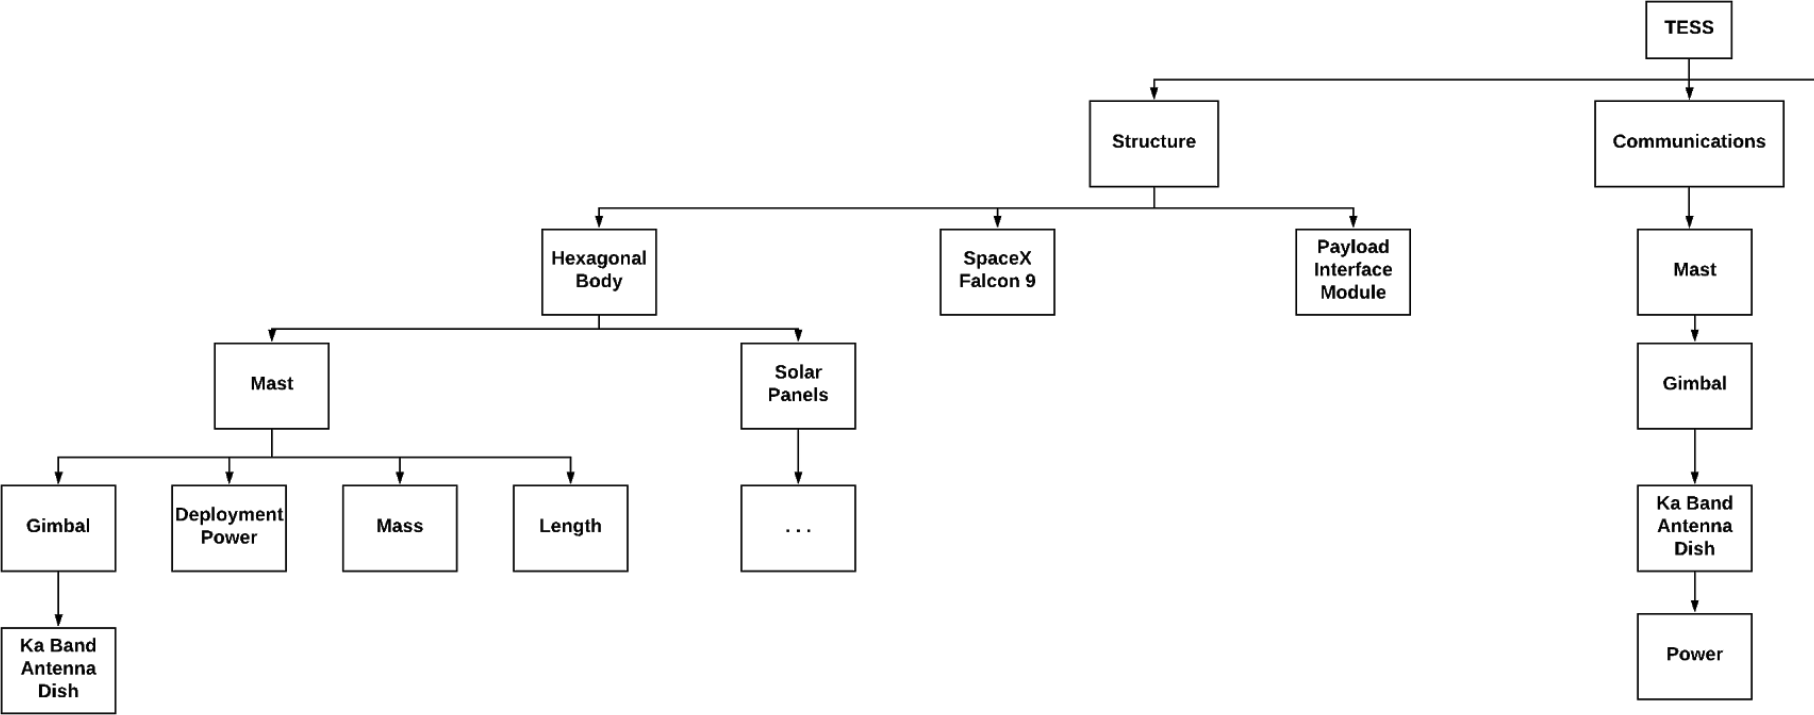 TESS
Structure
Communications
Hexagonal
Body
SpaceX
Falcon 9
Payload
Interface
Module
Mast
Mast
Solar
Panels
Gimbal
Gimbal
Deployment
Power
Mass
Length
. . .
Ka Band
Antenna
Dish
Ka Band
Antenna
Dish
Power